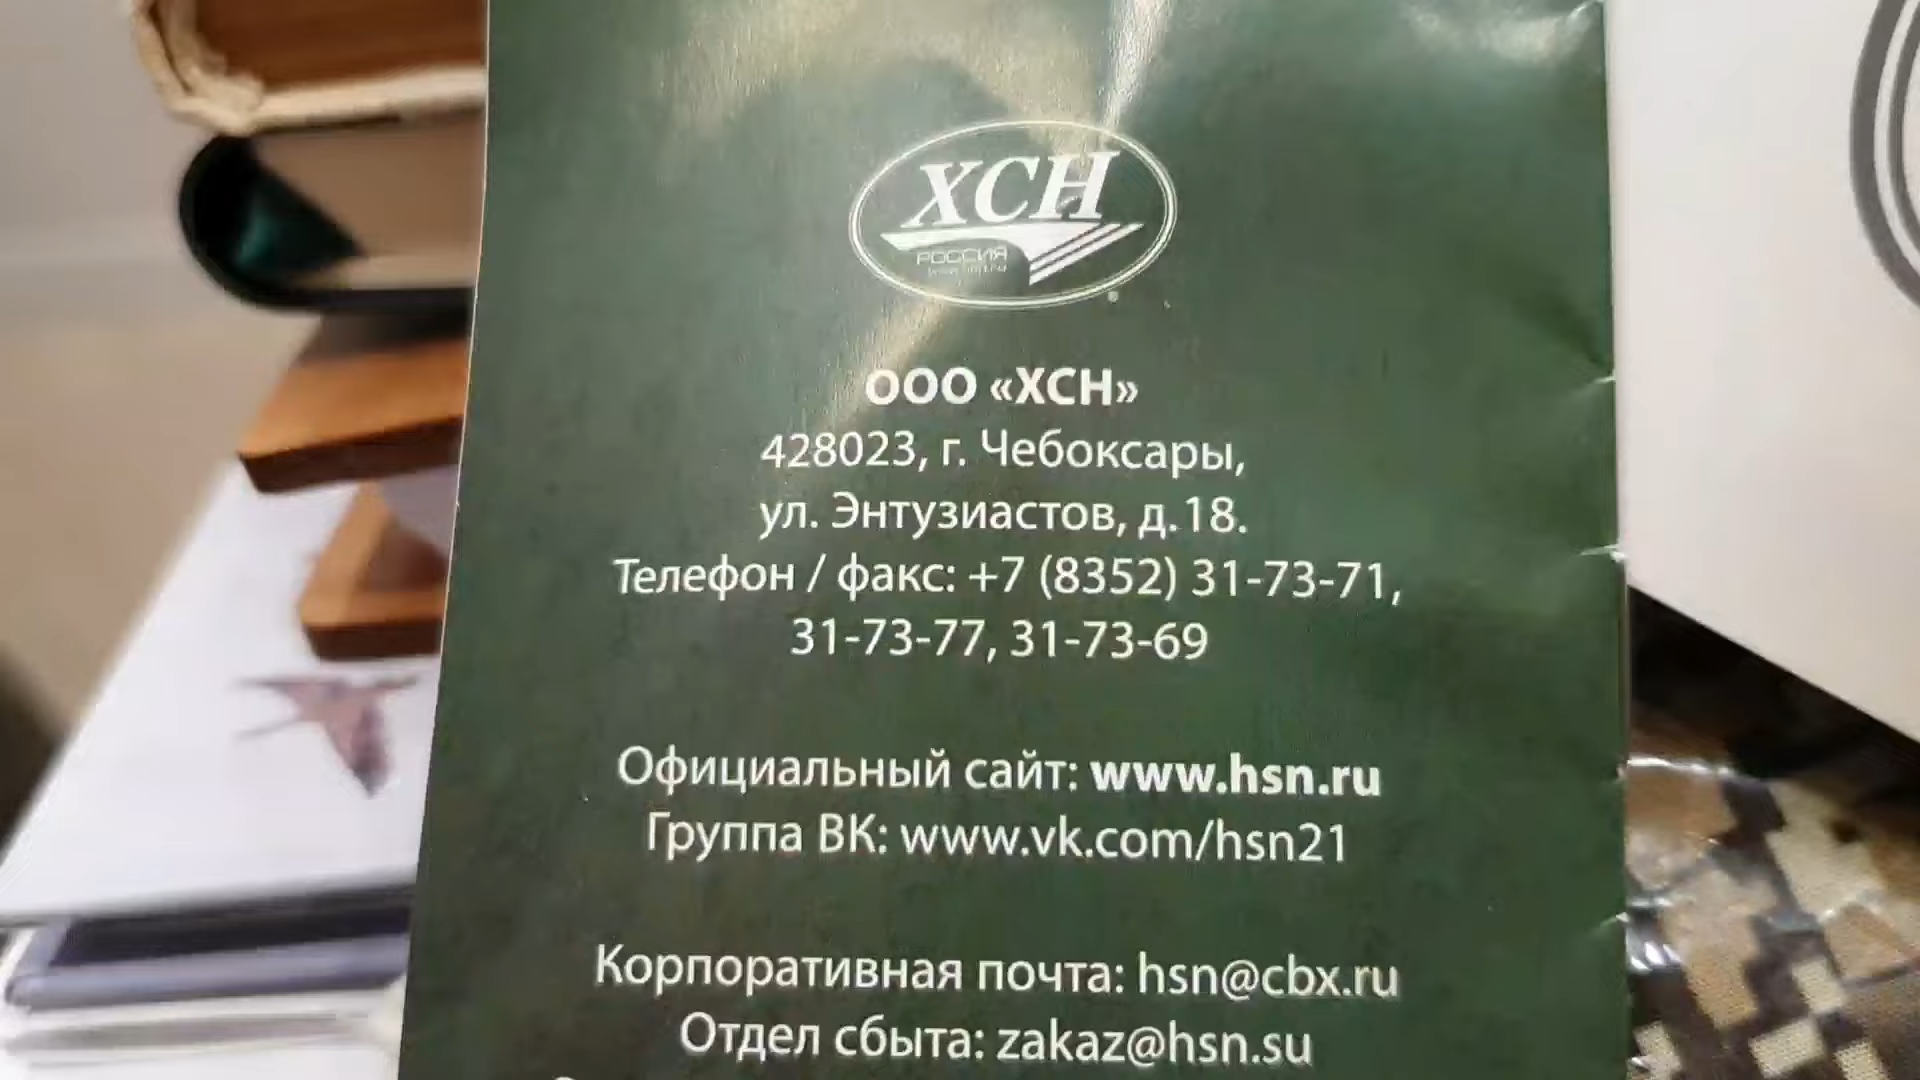 ХСН
РОССИЯ
ООО «ХСН»
428023, г. Чебоксары,
ул. Энтузиастов, д.18.
Телефон / факс: +7 (8352) 31-73-71,
31-73-77, 31-73-69
Официальный сайт: www.hsn.ru
Группа ВК: www.vk.com/hsn21
Корпоративная почта: hsn@cbx.ru
Отдел сбыта: zakaz@hsn.su